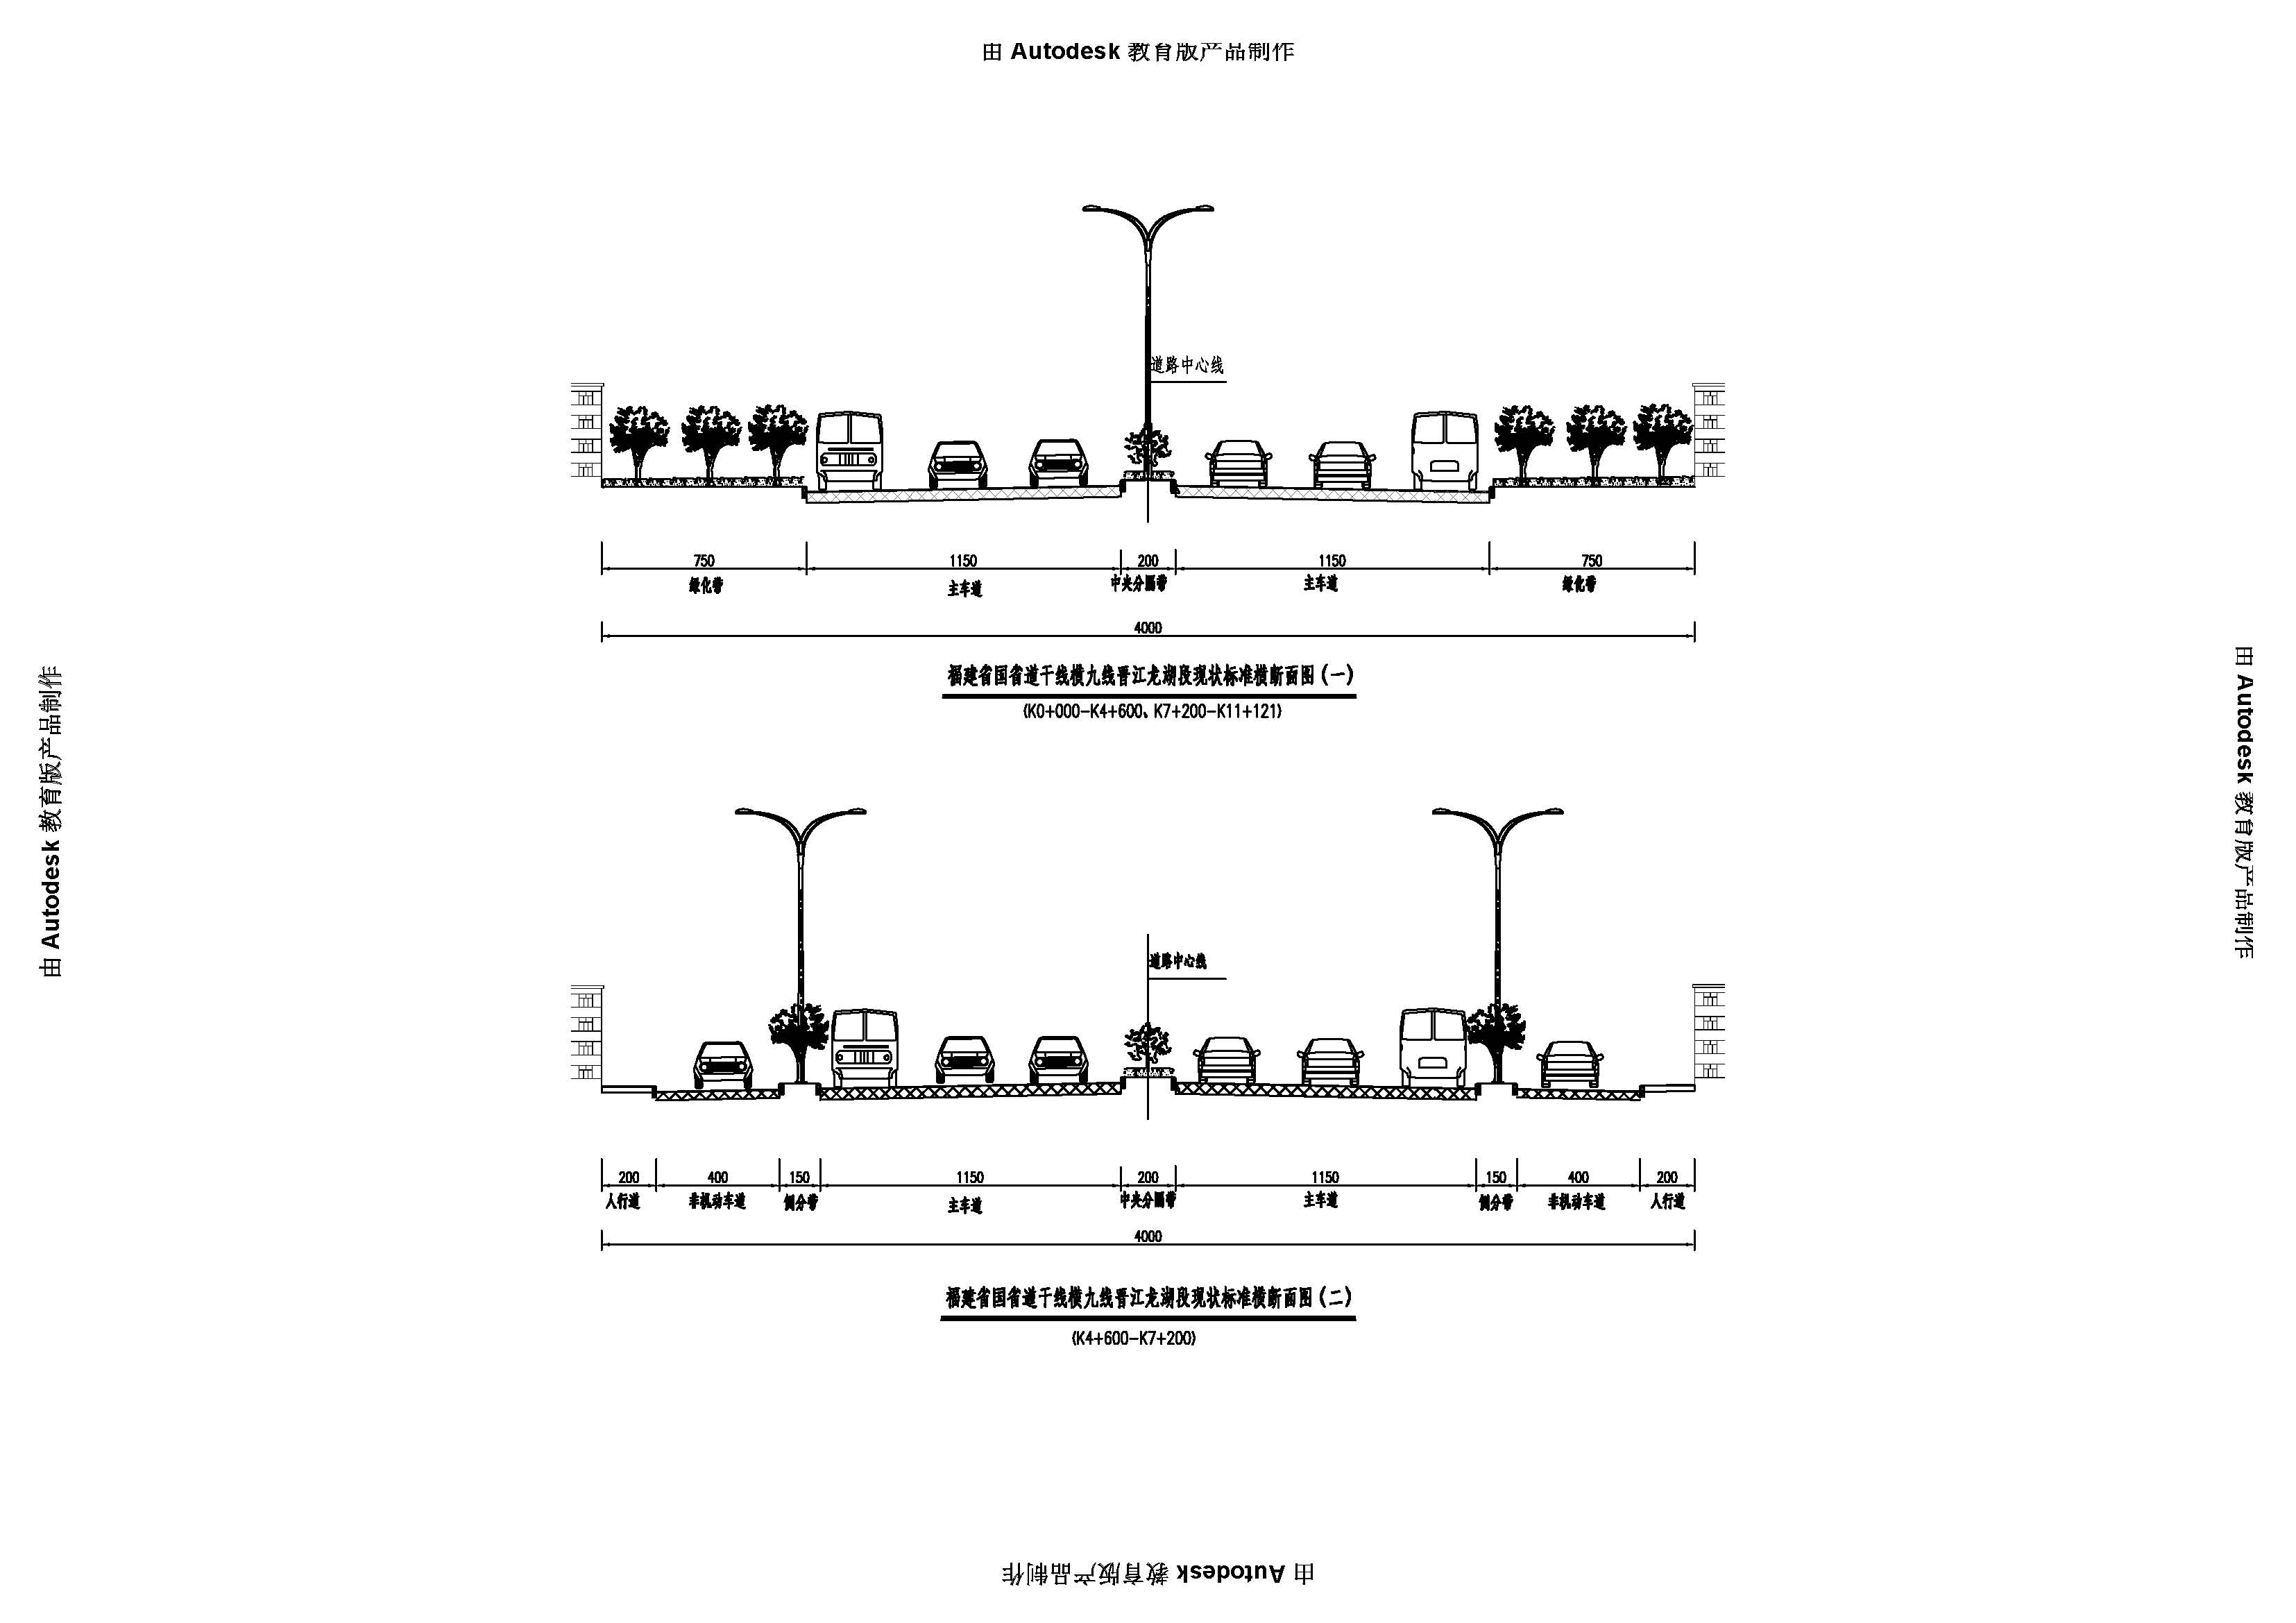 由 Autodesk 教育版产品制作
道路中心线
750 1150 200 1150 750
绿化带 主车道 中央分隔带 主车道 绿化带
4000
福建省国省道干线横九线晋江龙湖段现状标准横断面图(一)
(K0+000-K4+600、K7+200-K11+121)
由 Autodesk 教育版产品制作
由 Autodesk 教育版产品制作
道路中心线
200 400 150 1150 200 1150 150 400 200
人行道 非机动车道 侧分带 主车道 中央分隔带 主车道 侧分带 非机动车道 人行道
4000
福建省国省道干线横九线晋江龙湖段现状标准横断面图(二)
(K4+600-K7+200)
由 Autodesk 教育版产品制作